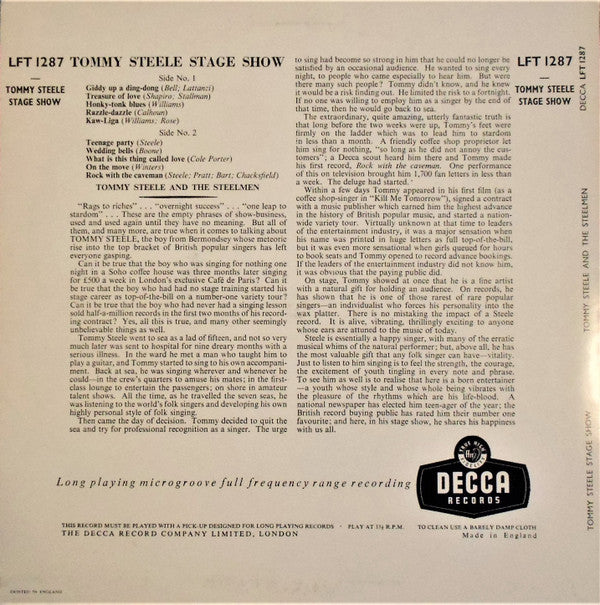 LFT 1287 TOMMY STEELE STAGE SHOW
TOMMY STEELE
STAGE SHOW
Side No. 1
Giddy up a ding-dong (Bell; Lattanzi)
Treasure of love (Shapiro; Stallman)
Honky-tonk blues (Williams)
Razzle-dazzle (Calhoun)
Kaw-Liga (Williams; Rose)
Side No. 2
Teenage party (Steele)
Wedding bells (Boone)
What is this thing called love (Cole Porter)
On the move (Winters)
Rock with the caveman (Steele; Pratt; Bart; Chacksfield)
TOMMY STEELE AND THE STEELMEN
"Rags to riches" . . . "overnight success" . . . "one leap to
stardom" . . . These are the empty phrases of show-business,
used and used again until they have no meaning. But all of
them, and many more, are true when it comes to talking about
TOMMY STEELE, the boy from Bermondsey whose meteoric
rise into the top bracket of British popular singers has left
everyone gasping.
Can it be true that the boy who was singing for nothing one
night in a Soho coffee house was three months later singing
for £500 a week in London's exclusive Café de Paris? Can it
be true that the boy who had had no stage training started his
stage career as top-of-the-bill on a number-one variety tour?
Can it be true that the boy who had never had a singing lesson
sold half-a-million records in the first two months of his record-
ing contract? Yes, all this is true, and many other seemingly
unbelievable things as well.
Tommy Steele went to sea as a lad of fifteen, and not so very
much later was sent to hospital for nine dreary months with a
serious illness. In the ward he met a man who taught him to
play a guitar, and Tommy started to sing to his own accompani-
ment. Back at sea, he was singing wherever and whenever he
could—in the crew's quarters to amuse his mates; in the first-
class lounge to entertain the passengers; on shore in amateur
talent shows. All the time, as he travelled the seven seas, he
was listening to the world's folk singers and developing his own
highly personal style of folk singing.
Then came the day of decision. Tommy decided to quit the
sea and try for professional recognition as a singer. The urge
to sing had become so strong in him that he could no longer be
satisfied by an occasional audience. He wanted to sing every
night, to people who came especially to hear him. But were
there many such people? Tommy didn't know, and he knew
it would be a risk finding out. He limited the risk to a fortnight.
If no one was willing to employ him as a singer by the end of
that time, then he would go back to sea.
The extraordinary, quite amazing, utterly fantastic truth is
that long before the two weeks were up, Tommy's feet were
firmly on the ladder which was to lead him to stardom
in less than a month. A friendly coffee shop proprietor let
him sing for nothing, "so long as he did not annoy the cus-
tomers"; a Decca scout heard him there and Tommy made
his first record, Rock with the caveman. One performance
of this on television brought him 1,700 fan letters in less than
a week. The deluge had started.
Within a few days Tommy appeared in his first film (as a
coffee shop-singer in "Kill Me Tomorrow"), signed a contract
with a music publisher which earned him the highest advance
in the history of British popular music, and started a nation-
wide variety tour. Virtually unknown at that time to leaders
of the entertainment industry, it was a major sensation when
his name was printed in huge letters as full top-of-the-bill,
but it was even more sensational when girls queued for hours
to book seats and Tommy opened to record advance bookings.
If the leaders of the entertainment industry did not know him,
it was obvious that the paying public did.
On stage, Tommy showed at once that he is a fine artist
with a natural gift for holding an audience. On records, he
has shown that he is one of those rarest of rare popular
singers—an individualist who forces his personality into the
wax platter. There is no mistaking the impact of a Steele
record. It is alive, vibrating, thrillingly exciting to anyone
whose ears are attuned to the music of today.
Steele is essentially a happy singer, with many of the erratic
musical whims of the natural performer; but, above all, he has
the most valuable gift that any folk singer can have—vitality.
Just to listen to him singing is to feel the strength, the courage,
the excitement of youth tingling in every note and phrase.
To see him as well is to realise that here is a born entertainer
—a youth whose style and whose whole being vibrates with
the pleasure of the rhythms which are his life-blood. A
national newspaper has elected him teen-ager of the year; the
British record buying public has rated him their number one
favourite; and here, in his stage show, he shares his happiness
with us all.
LFT 1287
TOMMY STEELE
STAGE SHOW
DECCA LFT 1287
TOMMY STEELE AND THE STEELMEN
TOMMY STEELE STAGE SHOW
Long playing microgroove full frequency range recording
DECCA
RECORDS
THIS RECORD MUST BE PLAYED WITH A PICK-UP DESIGNED FOR LONG PLAYING RECORDS · PLAY AT 33⅓ R.P.M. TO CLEAN USE A BARELY DAMP CLOTH
THE DECCA RECORD COMPANY LIMITED, LONDON
Made in England